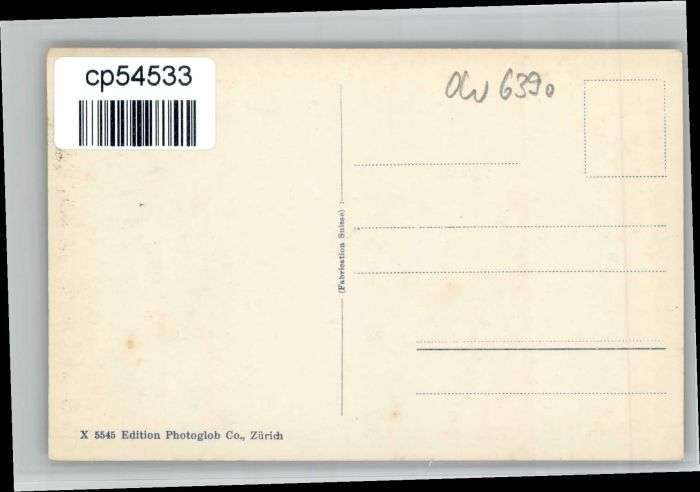 cp54533
OW 6390
(Fabrication Suisse)
X 5545 Edition Photoglob Co., Zürich